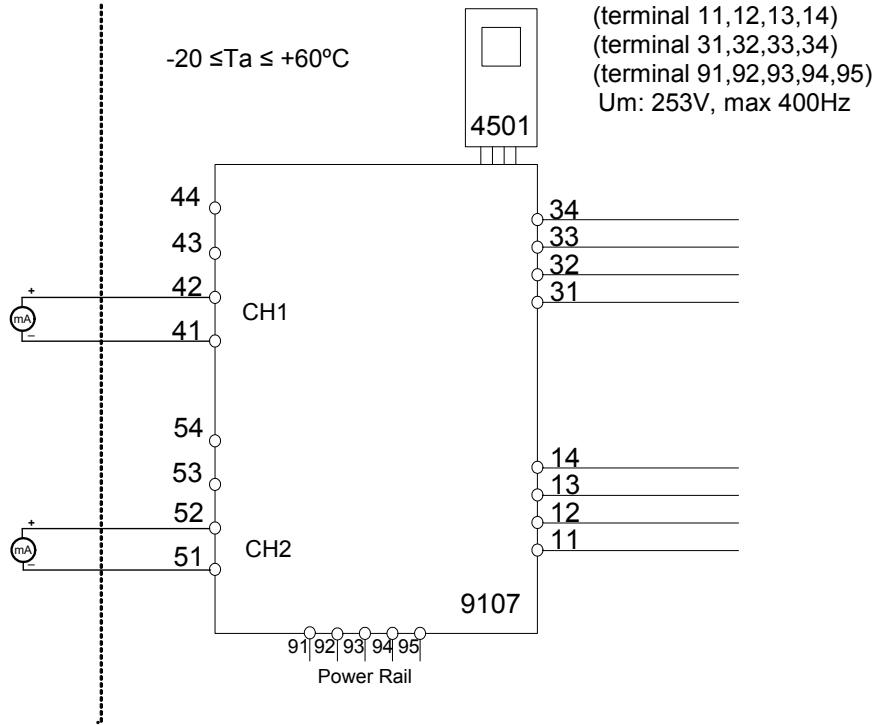 (terminal 11,12,13,14)
-20 ≤Ta ≤ +60ºC
(terminal 31,32,33,34)
(terminal 91,92,93,94,95)
Um: 253V, max 400Hz
4501
44
34
43
33
32
42
31
+
mA
CH1
–
41
54
14
53
13
52
12
+
mA
CH2
–
51
11
9107
91 92 93 94 95
Power Rail